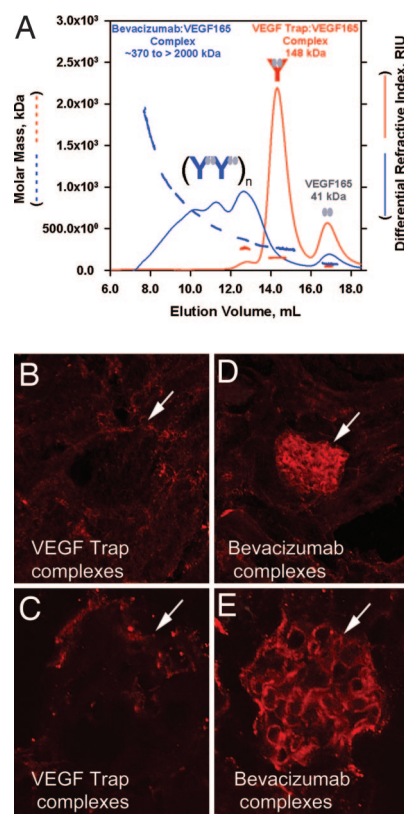 A
Bevacizumab:VEGF165
Complex
~370 to > 2000 kDa
VEGF Trap:VEGF165
Complex
148 kDa
3.0x10³
2.5x10³
2.0x10³
1.5x10³
1.0x10³
500.0x10⁰
0.0
Molar Mass, kDa
( )n
VEGF165
41 kDa
Differential Refractive Index, RIU
6.0 8.0 10.0 12.0 14.0 16.0 18.0
Elution Volume, mL
B
VEGF Trap
complexes
D
Bevacizumab
complexes
C
VEGF Trap
complexes
E
Bevacizumab
complexes